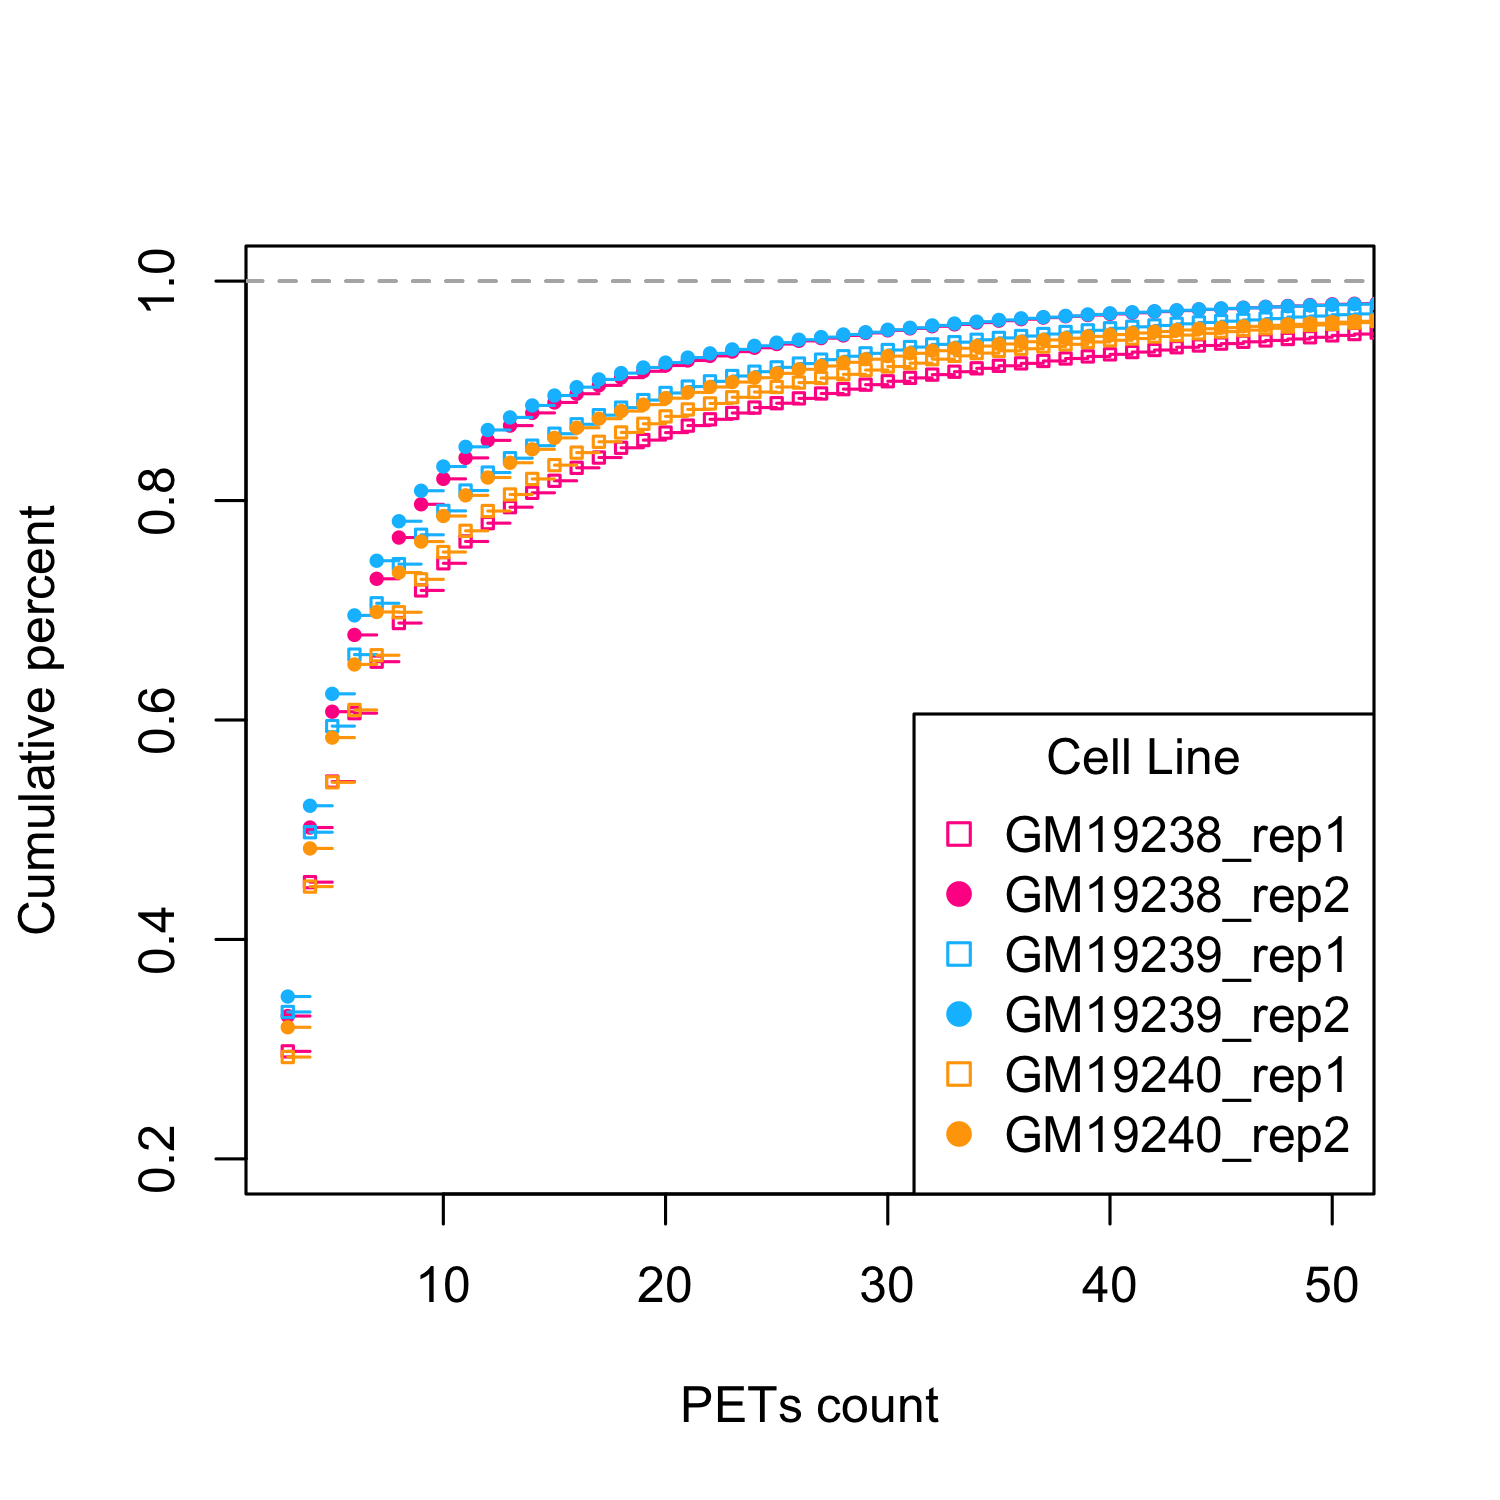 1.0
0.8
0.6
0.4
0.2
Cumulative percent
10 20 30 40 50
PETs count
Cell Line
GM19238_rep1
GM19238_rep2
GM19239_rep1
GM19239_rep2
GM19240_rep1
GM19240_rep2